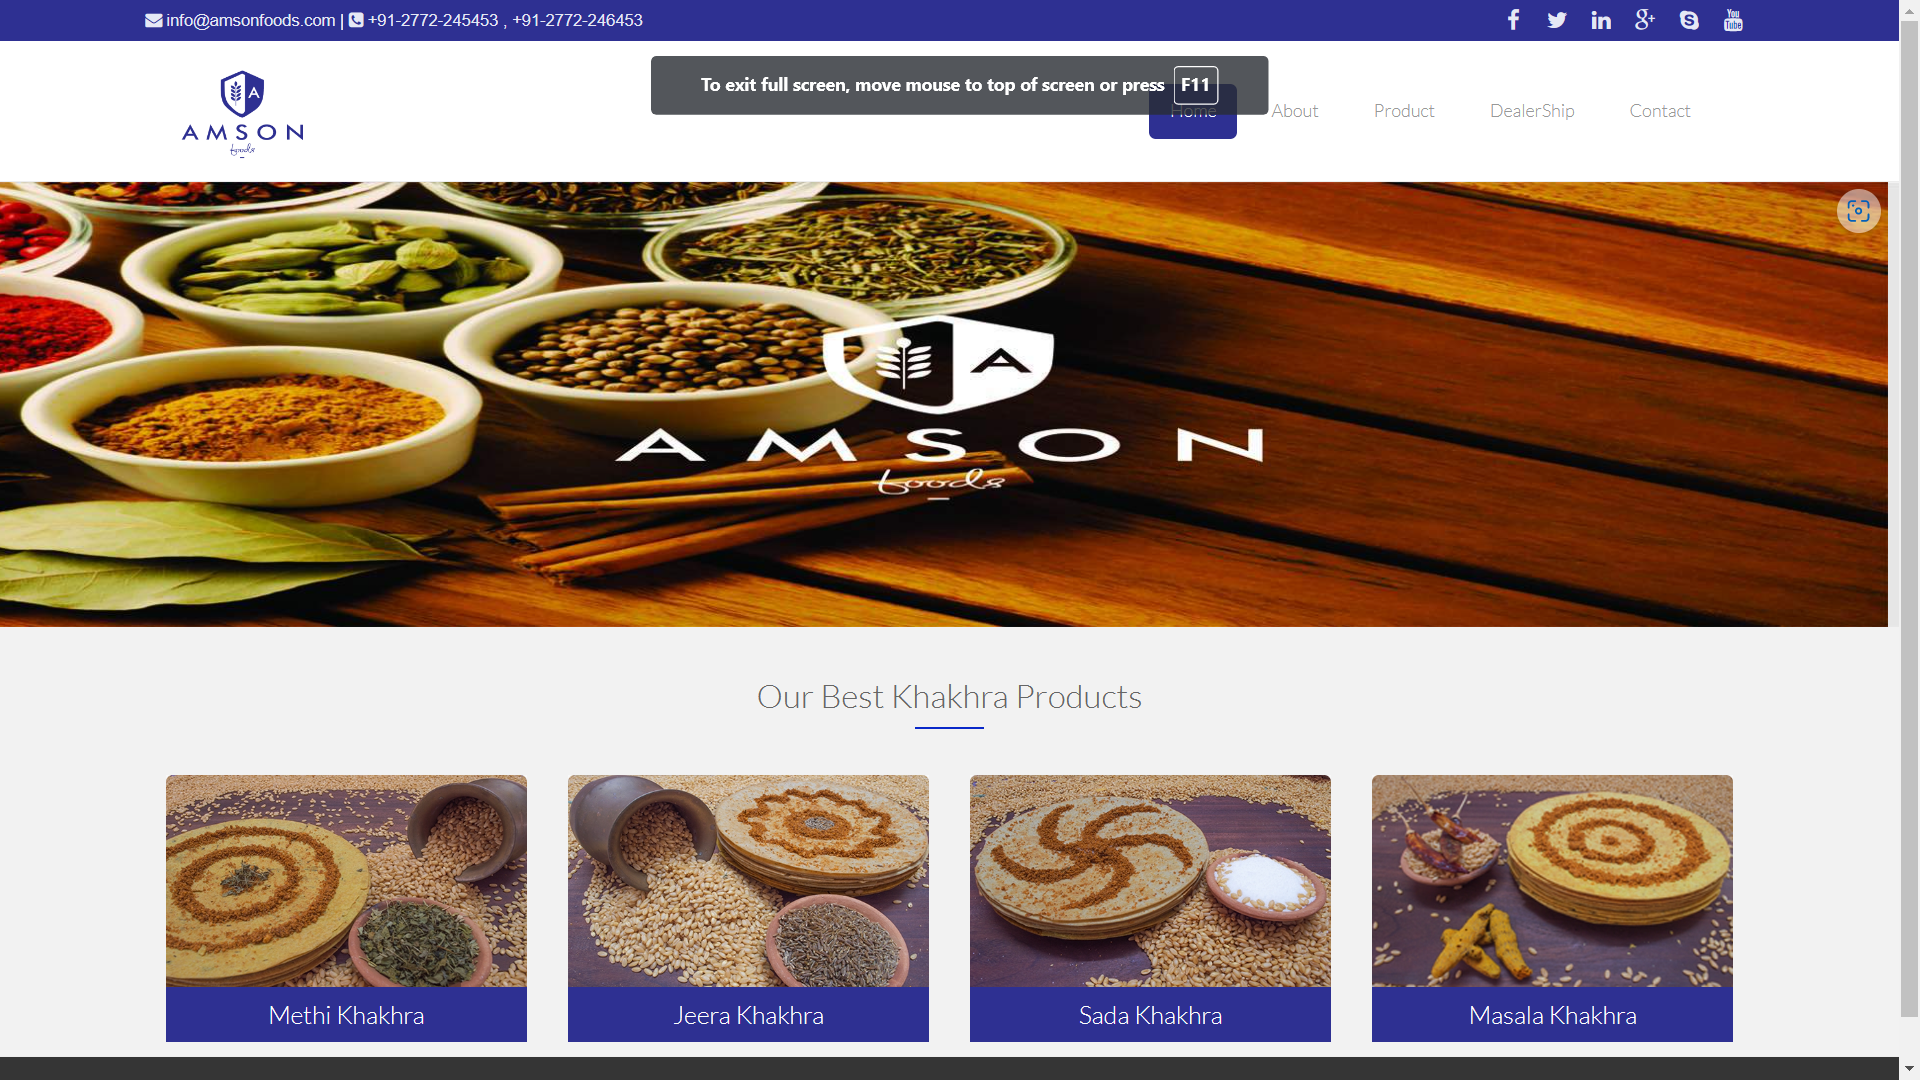 info@amsonfoods.com | +91-2772-245453 , +91-2772-246453
You
Tube
To exit full screen, move mouse to top of screen or press F11
A
AMSON
foods
Home About Product DealerShip Contact
A
AMSON
foods
Our Best Khakhra Products
Methi Khakhra
Jeera Khakhra
Sada Khakhra
Masala Khakhra